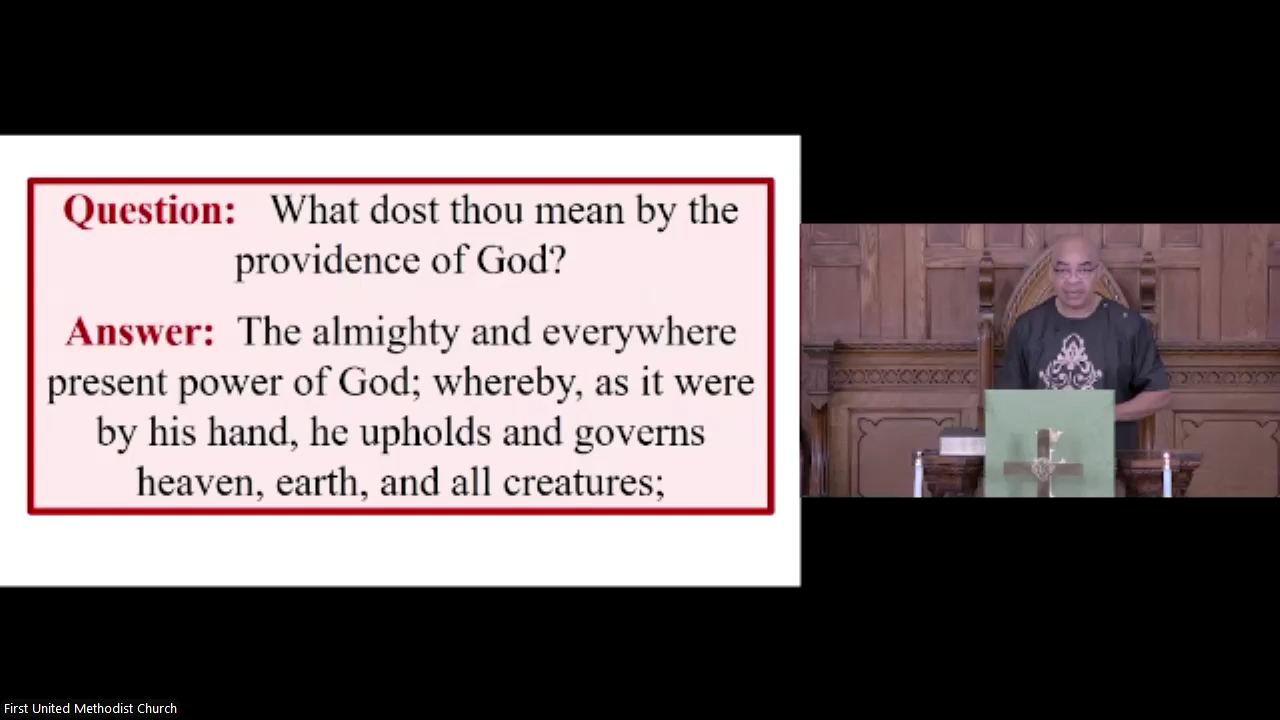 Question: What dost thou mean by the
providence of God?
Answer: The almighty and everywhere
present power of God; whereby, as it were
by his hand, he upholds and governs
heaven, earth, and all creatures;
First United Methodist Church